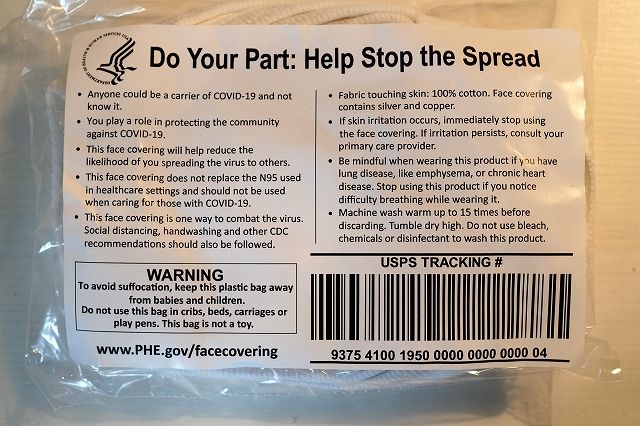 DEPARTMENT OF HEALTH & HUMAN SERVICES · USA
Do Your Part: Help Stop the Spread
• Anyone could be a carrier of COVID-19 and not
know it.
• You play a role in protecting the community
against COVID-19.
• This face covering will help reduce the
likelihood of you spreading the virus to others.
• This face covering does not replace the N95 used
in healthcare settings and should not be used
when caring for those with COVID-19.
• This face covering is one way to combat the virus.
Social distancing, handwashing and other CDC
recommendations should also be followed.
• Fabric touching skin: 100% cotton. Face covering
contains silver and copper.
• If skin irritation occurs, immediately stop using
the face covering. If irritation persists, consult your
primary care provider.
• Be mindful when wearing this product if you have
lung disease, like emphysema, or chronic heart
disease. Stop using this product if you notice
difficulty breathing while wearing it.
• Machine wash warm up to 15 times before
discarding. Tumble dry high. Do not use bleach,
chemicals or disinfectant to wash this product.
WARNING
To avoid suffocation, keep this plastic bag away
from babies and children.
Do not use this bag in cribs, beds, carriages or
play pens. This bag is not a toy.
www.PHE.gov/facecovering
USPS TRACKING #
9375 4100 1950 0000 0000 0000 04